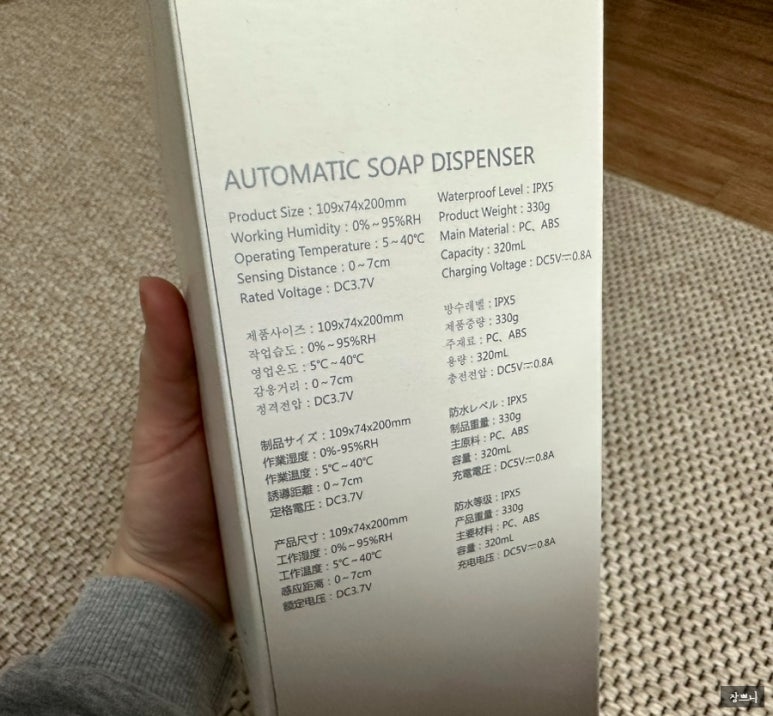 AUTOMATIC SOAP DISPENSER
Product Size : 109x74x200mm
Working Humidity : 0%~95%RH
Operating Temperature : 5~40℃
Sensing Distance : 0~7cm
Rated Voltage : DC3.7V
Waterproof Level : IPX5
Product Weight : 330g
Main Material : PC、ABS
Capacity : 320mL
Charging Voltage : DC5V⎓0.8A
제품사이즈 : 109x74x200mm
작업습도 : 0%~95%RH
영업온도 : 5℃~40℃
감응거리 : 0~7cm
정격전압 : DC3.7V
방수레벨 : IPX5
제품중량 : 330g
주재료 : PC、ABS
용량 : 320mL
충전전압 : DC5V⎓0.8A
制品サイズ : 109x74x200mm
作業湿度 : 0%-95%RH
作業温度 : 5℃~40℃
誘導距離 : 0~7cm
定格電圧 : DC3.7V
防水レベル : IPX5
制品重量 : 330g
主原料 : PC、ABS
容量 : 320mL
充電電圧 : DC5V⎓0.8A
产品尺寸 : 109x74x200mm
工作湿度 : 0%~95%RH
工作温度 : 5℃~40℃
感应距离 : 0~7cm
额定电压 : DC3.7V
防水等级 : IPX5
产品重量 : 330g
主要材料 : PC、ABS
容量 : 320mL
充电电压 : DC5V⎓0.8A
장쁘니